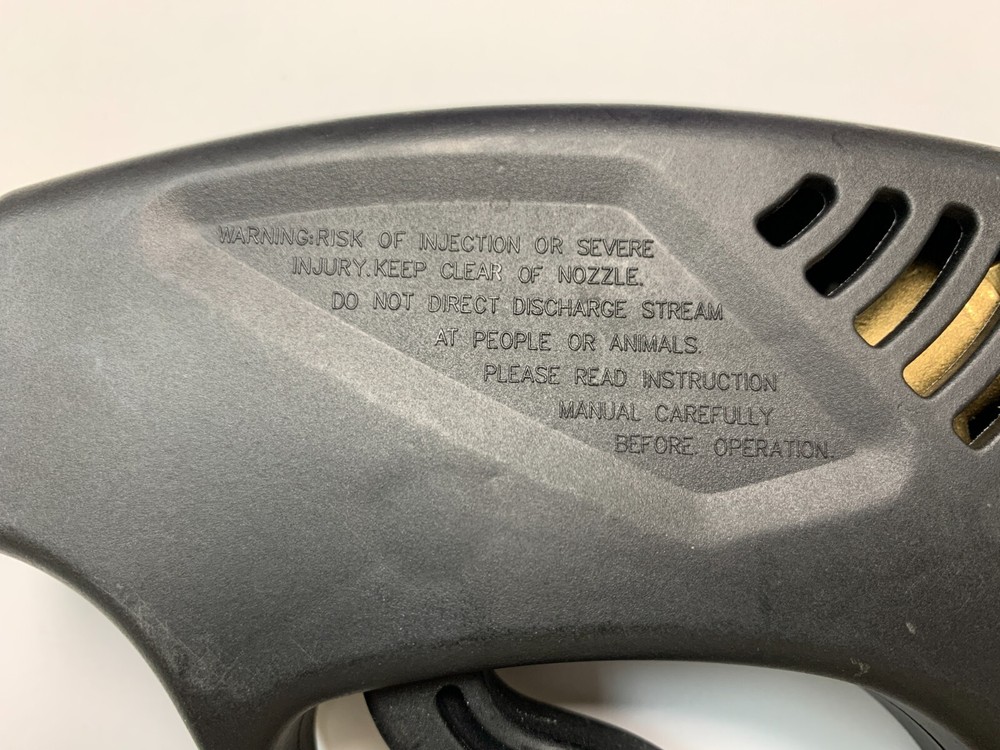 WARNING:RISK OF INJECTION OR SEVERE
INJURY.KEEP CLEAR OF NOZZLE.
DO NOT DIRECT DISCHARGE STREAM
AT PEOPLE OR ANIMALS.
PLEASE READ INSTRUCTION
MANUAL CAREFULLY
BEFORE. OPERATION.